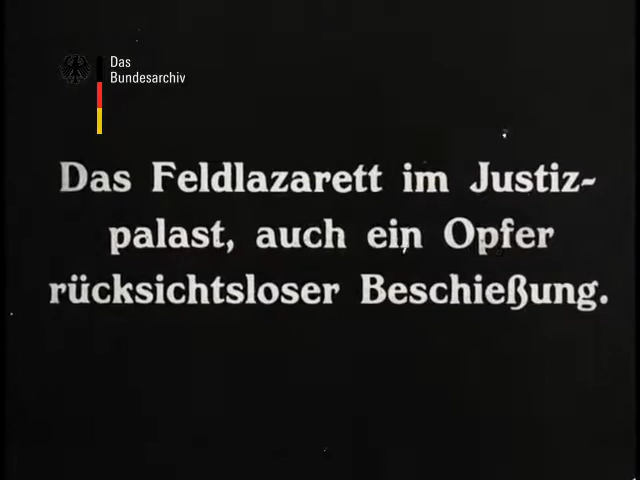 Das
Bundesarchiv
Das Feldlazarett im Justiz-
palast, auch ein Opfer
rücksichtsloser Beschießung.